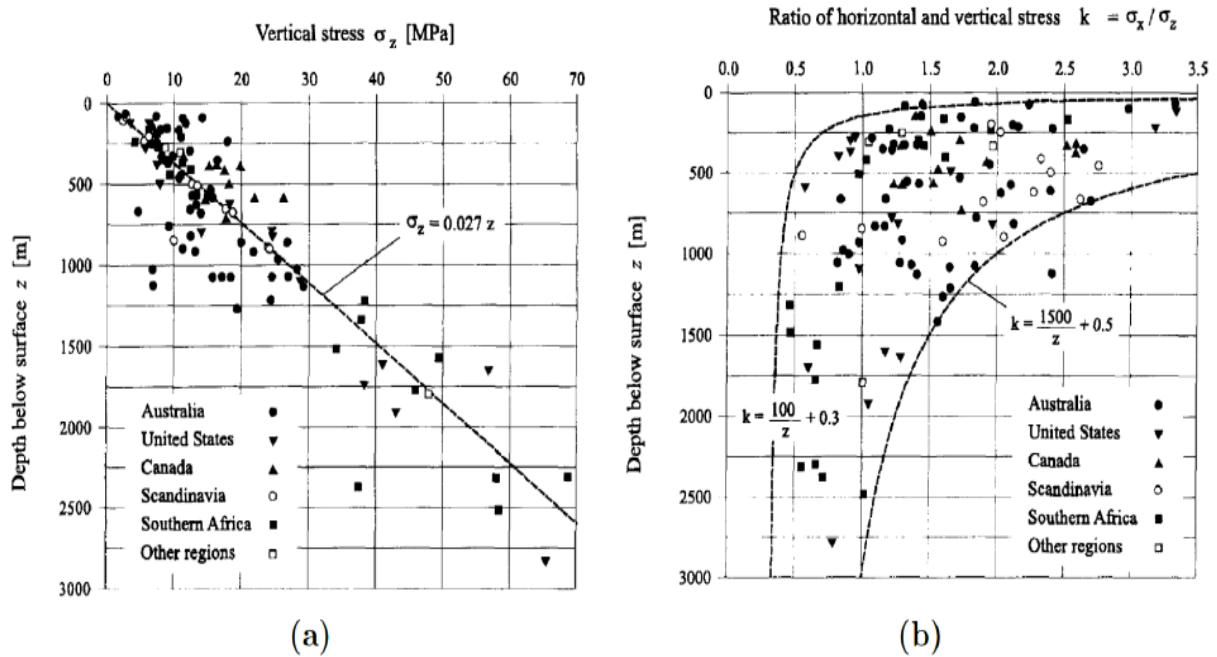 Vertical stress σz [MPa]
0 10 20 30 40 50 60 70
0
500
1000
1500
2000
2500
3000
Depth below surface z [m]
σz = 0.027 z
Australia
United States
Canada
Scandinavia
Southern Africa
Other regions
(a)
Ratio of horizontal and vertical stress k = σx/σz
0.0 0.5 1.0 1.5 2.0 2.5 3.0 3.5
0
500
1000
1500
2000
2500
3000
Depth below surface z [m]
k = 1500/z + 0.5
k = 100/z + 0.3
Australia
United States
Canada
Scandinavia
Southern Africa
Other regions
(b)